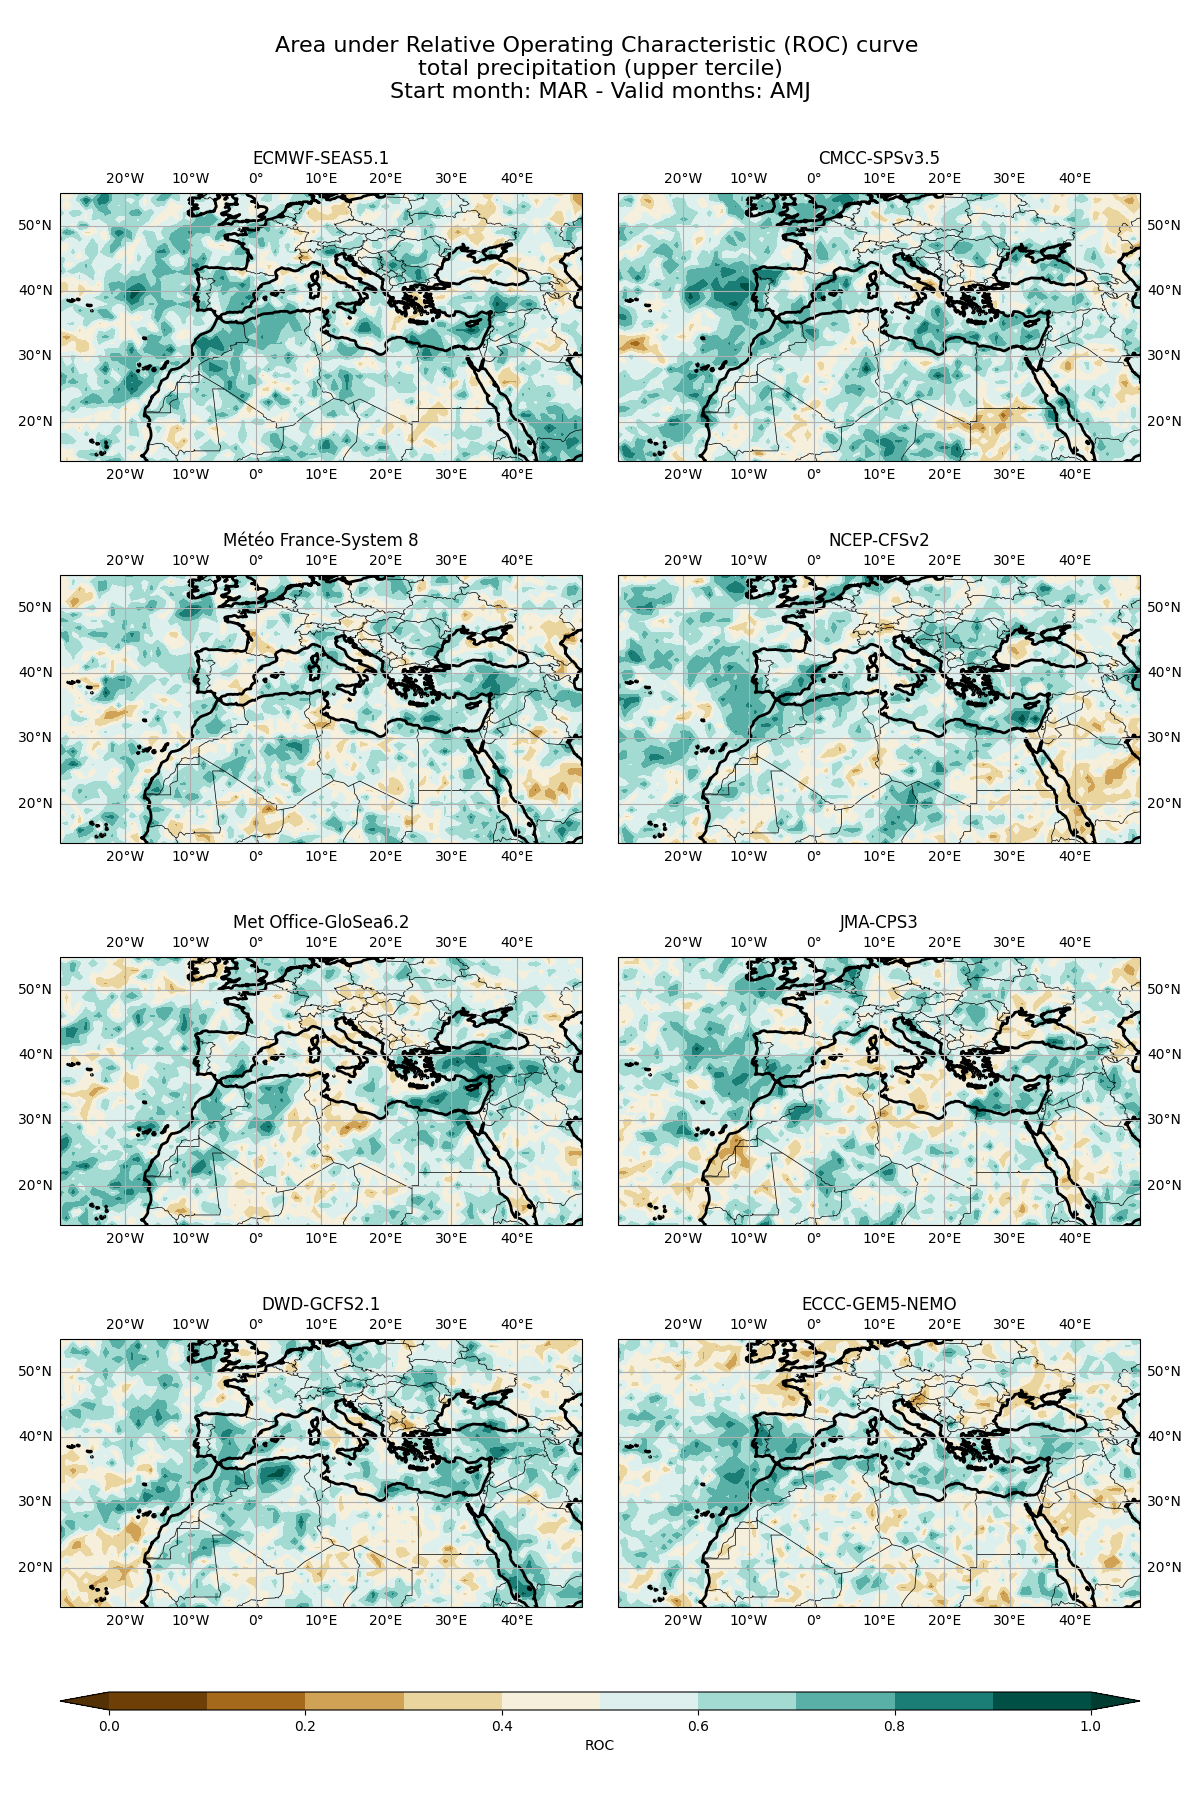 Area under Relative Operating Characteristic (ROC) curve
total precipitation (upper tercile)
Start month: MAR - Valid months: AMJ
ECMWF-SEAS5.1
20°W 10°W 0° 10°E 20°E 30°E 40°E
50°N
40°N
30°N
20°N
20°W 10°W 0° 10°E 20°E 30°E 40°E
CMCC-SPSv3.5
20°W 10°W 0° 10°E 20°E 30°E 40°E
50°N
40°N
30°N
20°N
20°W 10°W 0° 10°E 20°E 30°E 40°E
Météo France-System 8
20°W 10°W 0° 10°E 20°E 30°E 40°E
50°N
40°N
30°N
20°N
20°W 10°W 0° 10°E 20°E 30°E 40°E
NCEP-CFSv2
20°W 10°W 0° 10°E 20°E 30°E 40°E
50°N
40°N
30°N
20°N
20°W 10°W 0° 10°E 20°E 30°E 40°E
Met Office-GloSea6.2
20°W 10°W 0° 10°E 20°E 30°E 40°E
50°N
40°N
30°N
20°N
20°W 10°W 0° 10°E 20°E 30°E 40°E
JMA-CPS3
20°W 10°W 0° 10°E 20°E 30°E 40°E
50°N
40°N
30°N
20°N
20°W 10°W 0° 10°E 20°E 30°E 40°E
DWD-GCFS2.1
20°W 10°W 0° 10°E 20°E 30°E 40°E
50°N
40°N
30°N
20°N
20°W 10°W 0° 10°E 20°E 30°E 40°E
ECCC-GEM5-NEMO
20°W 10°W 0° 10°E 20°E 30°E 40°E
50°N
40°N
30°N
20°N
20°W 10°W 0° 10°E 20°E 30°E 40°E
0.0 0.2 0.4 0.6 0.8 1.0
ROC